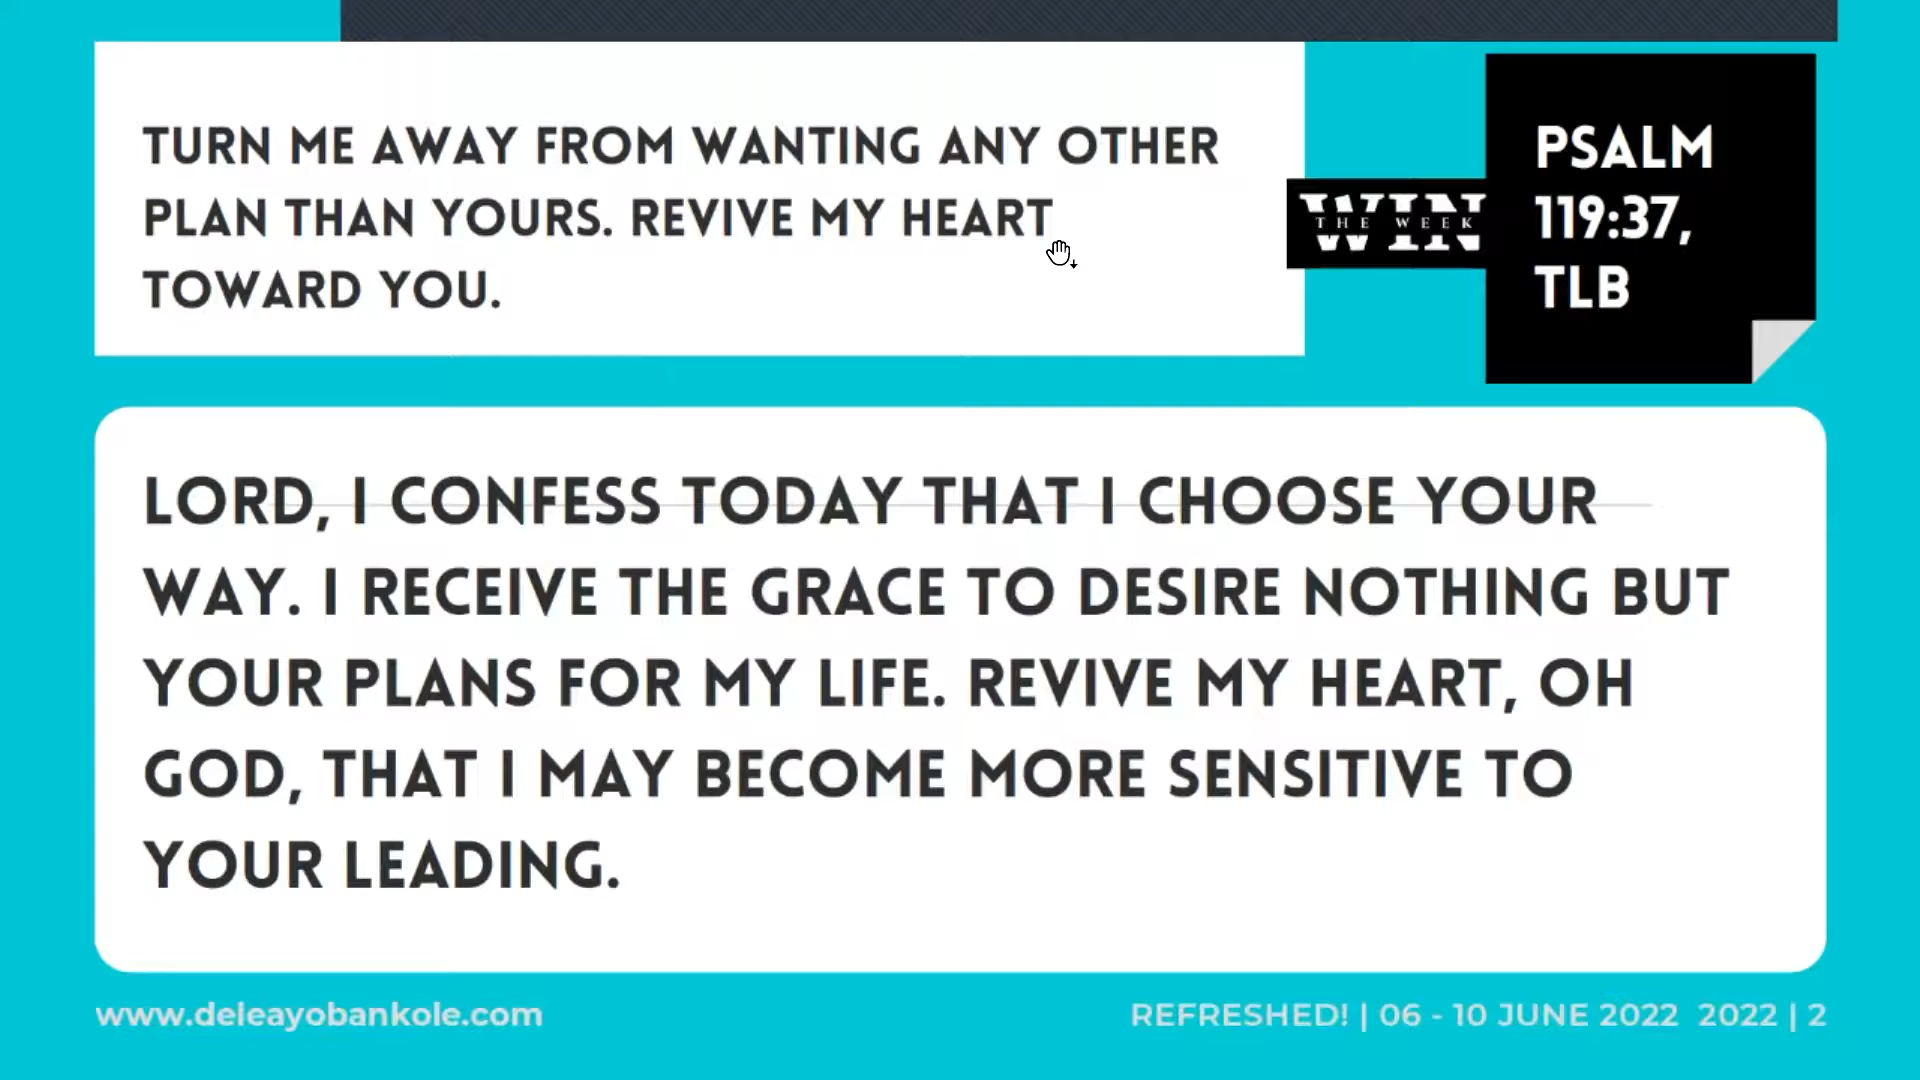 TURN ME AWAY FROM WANTING ANY OTHER
PLAN THAN YOURS. REVIVE MY HEART
TOWARD YOU.
WIN
THE WEEK
PSALM
119:37,
TLB
LORD, I CONFESS TODAY THAT I CHOOSE YOUR
WAY. I RECEIVE THE GRACE TO DESIRE NOTHING BUT
YOUR PLANS FOR MY LIFE. REVIVE MY HEART, OH
GOD, THAT I MAY BECOME MORE SENSITIVE TO
YOUR LEADING.
www.deleayobankole.com
REFRESHED! | 06 - 10 JUNE 2022 2022 | 2